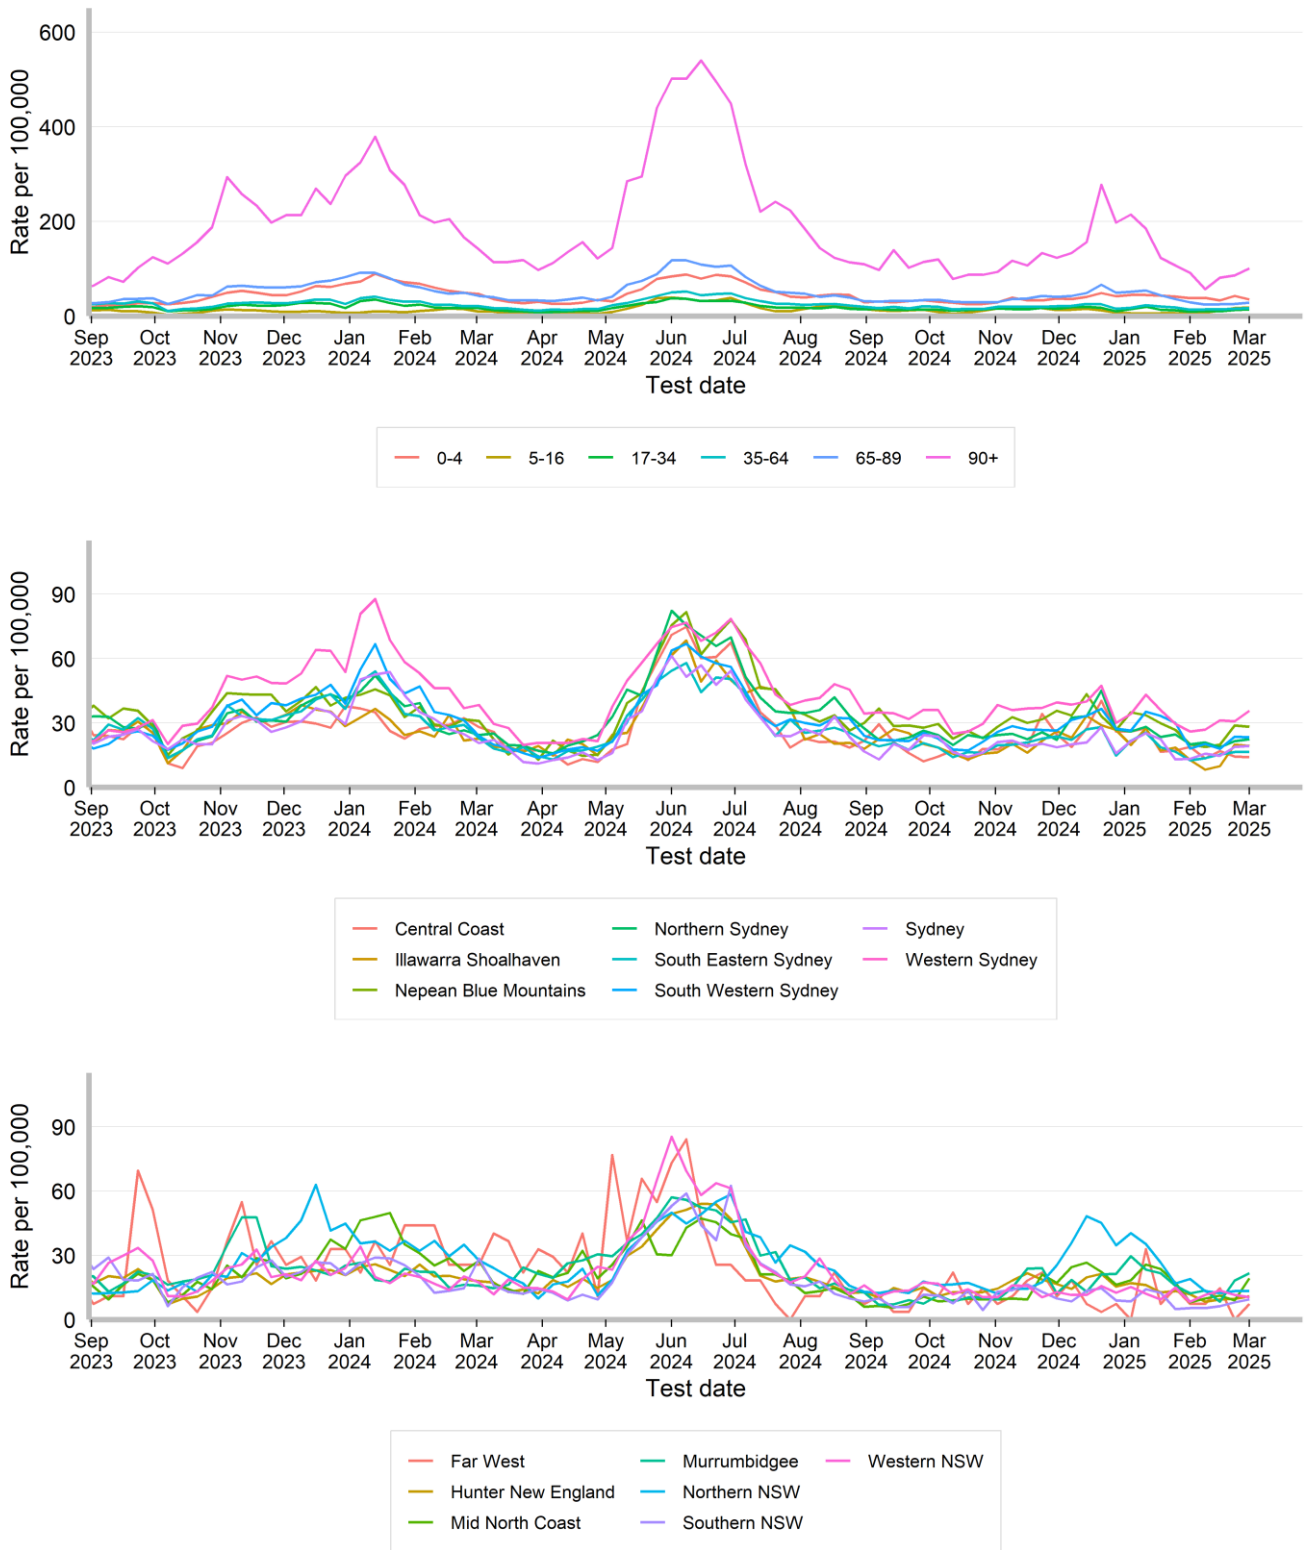 Rate per 100,000
600
400
200
0
Sep Oct Nov Dec Jan Feb Mar Apr May Jun Jul Aug Sep Oct Nov Dec Jan Feb Mar
2023 2023 2023 2023 2024 2024 2024 2024 2024 2024 2024 2024 2024 2024 2024 2024 2025 2025 2025
Test date
0-4 5-16 17-34 35-64 65-89 90+
Rate per 100,000
90
60
30
0
Sep Oct Nov Dec Jan Feb Mar Apr May Jun Jul Aug Sep Oct Nov Dec Jan Feb Mar
2023 2023 2023 2023 2024 2024 2024 2024 2024 2024 2024 2024 2024 2024 2024 2024 2025 2025 2025
Test date
Central Coast Northern Sydney Sydney
Illawarra Shoalhaven South Eastern Sydney Western Sydney
Nepean Blue Mountains South Western Sydney
Rate per 100,000
90
60
30
0
Sep Oct Nov Dec Jan Feb Mar Apr May Jun Jul Aug Sep Oct Nov Dec Jan Feb Mar
2023 2023 2023 2023 2024 2024 2024 2024 2024 2024 2024 2024 2024 2024 2024 2024 2025 2025 2025
Test date
Far West Murrumbidgee Western NSW
Hunter New England Northern NSW
Mid North Coast Southern NSW